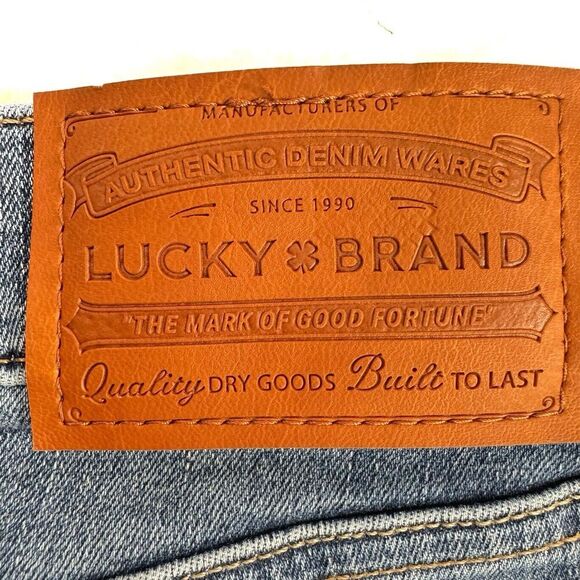 MANUFACTURERS OF
AUTHENTIC DENIM WARES
SINCE 1990
LUCKY BRAND
"THE MARK OF GOOD FORTUNE"
Quality DRY GOODS Built TO LAST